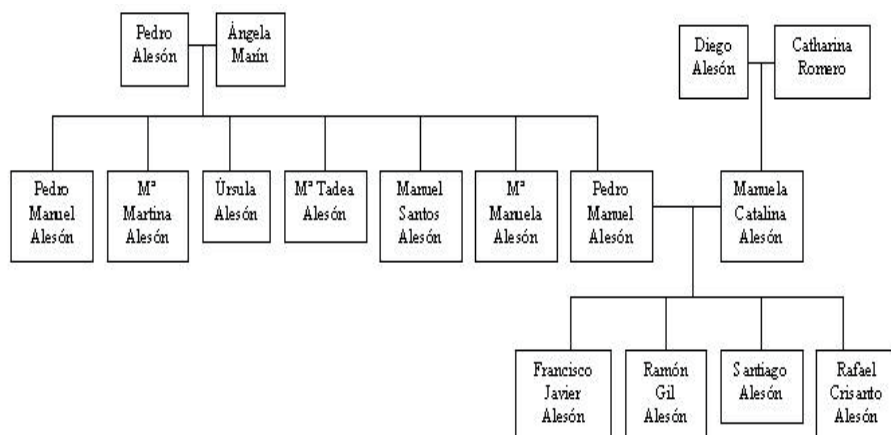 Pedro
Alesón
Ángela
Marín
Diego
Alesón
Catharina
Romero
Pedro
Manuel
Alesón
Mª
Martina
Alesón
Úrsula
Alesón
Mª Tadea
Alesón
Manuel
Santos
Alesón
Mª
Manuela
Alesón
Pedro
Manuel
Alesón
Manuela
Catalina
Alesón
Francisco
Javier
Alesón
Ramón
Gil
Alesón
Santiago
Alesón
Rafael
Crisanto
Alesón